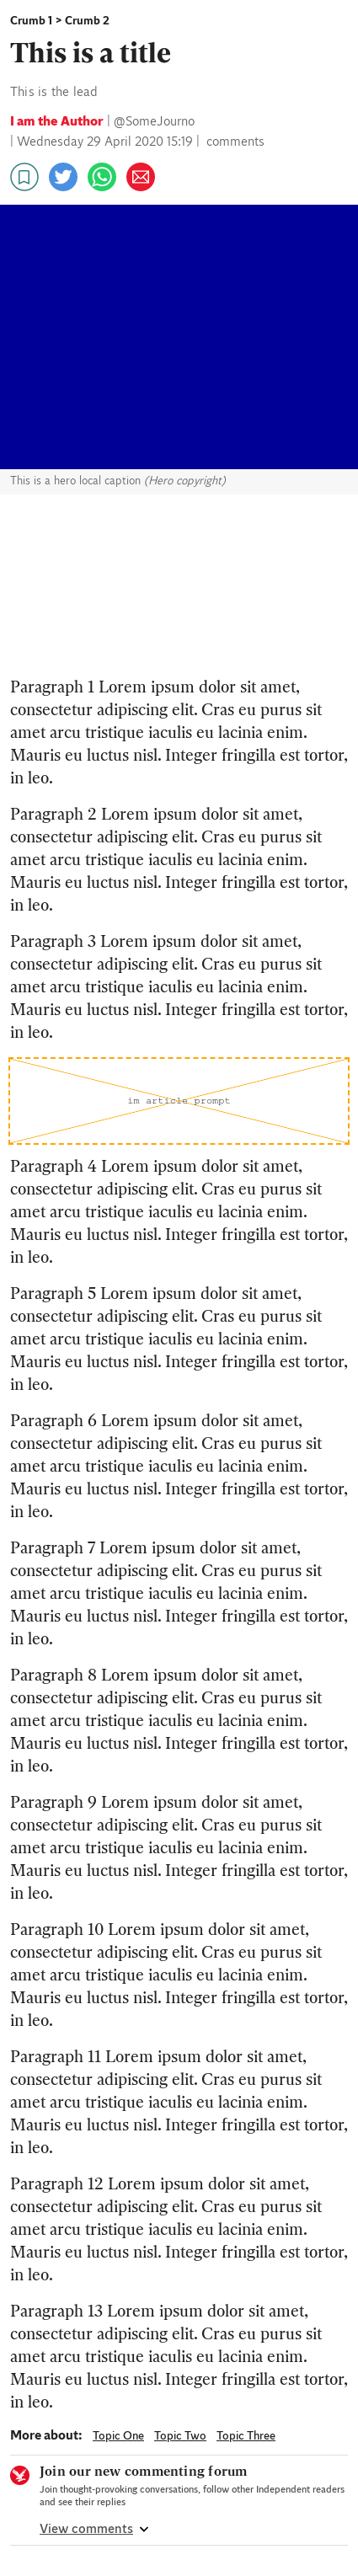 Crumb 1 > Crumb 2
This is a title
This is the lead
I am the Author | @SomeJourno
| Wednesday 29 April 2020 15:19 | comments
This is a hero local caption (Hero copyright)
Paragraph 1 Lorem ipsum dolor sit amet,
consectetur adipiscing elit. Cras eu purus sit
amet arcu tristique iaculis eu lacinia enim.
Mauris eu luctus nisl. Integer fringilla est tortor,
in leo.
Paragraph 2 Lorem ipsum dolor sit amet,
consectetur adipiscing elit. Cras eu purus sit
amet arcu tristique iaculis eu lacinia enim.
Mauris eu luctus nisl. Integer fringilla est tortor,
in leo.
Paragraph 3 Lorem ipsum dolor sit amet,
consectetur adipiscing elit. Cras eu purus sit
amet arcu tristique iaculis eu lacinia enim.
Mauris eu luctus nisl. Integer fringilla est tortor,
in leo.
im article prompt
Paragraph 4 Lorem ipsum dolor sit amet,
consectetur adipiscing elit. Cras eu purus sit
amet arcu tristique iaculis eu lacinia enim.
Mauris eu luctus nisl. Integer fringilla est tortor,
in leo.
Paragraph 5 Lorem ipsum dolor sit amet,
consectetur adipiscing elit. Cras eu purus sit
amet arcu tristique iaculis eu lacinia enim.
Mauris eu luctus nisl. Integer fringilla est tortor,
in leo.
Paragraph 6 Lorem ipsum dolor sit amet,
consectetur adipiscing elit. Cras eu purus sit
amet arcu tristique iaculis eu lacinia enim.
Mauris eu luctus nisl. Integer fringilla est tortor,
in leo.
Paragraph 7 Lorem ipsum dolor sit amet,
consectetur adipiscing elit. Cras eu purus sit
amet arcu tristique iaculis eu lacinia enim.
Mauris eu luctus nisl. Integer fringilla est tortor,
in leo.
Paragraph 8 Lorem ipsum dolor sit amet,
consectetur adipiscing elit. Cras eu purus sit
amet arcu tristique iaculis eu lacinia enim.
Mauris eu luctus nisl. Integer fringilla est tortor,
in leo.
Paragraph 9 Lorem ipsum dolor sit amet,
consectetur adipiscing elit. Cras eu purus sit
amet arcu tristique iaculis eu lacinia enim.
Mauris eu luctus nisl. Integer fringilla est tortor,
in leo.
Paragraph 10 Lorem ipsum dolor sit amet,
consectetur adipiscing elit. Cras eu purus sit
amet arcu tristique iaculis eu lacinia enim.
Mauris eu luctus nisl. Integer fringilla est tortor,
in leo.
Paragraph 11 Lorem ipsum dolor sit amet,
consectetur adipiscing elit. Cras eu purus sit
amet arcu tristique iaculis eu lacinia enim.
Mauris eu luctus nisl. Integer fringilla est tortor,
in leo.
Paragraph 12 Lorem ipsum dolor sit amet,
consectetur adipiscing elit. Cras eu purus sit
amet arcu tristique iaculis eu lacinia enim.
Mauris eu luctus nisl. Integer fringilla est tortor,
in leo.
Paragraph 13 Lorem ipsum dolor sit amet,
consectetur adipiscing elit. Cras eu purus sit
amet arcu tristique iaculis eu lacinia enim.
Mauris eu luctus nisl. Integer fringilla est tortor,
in leo.
More about: Topic One Topic Two Topic Three
Join our new commenting forum
Join thought-provoking conversations, follow other Independent readers
and see their replies
View comments